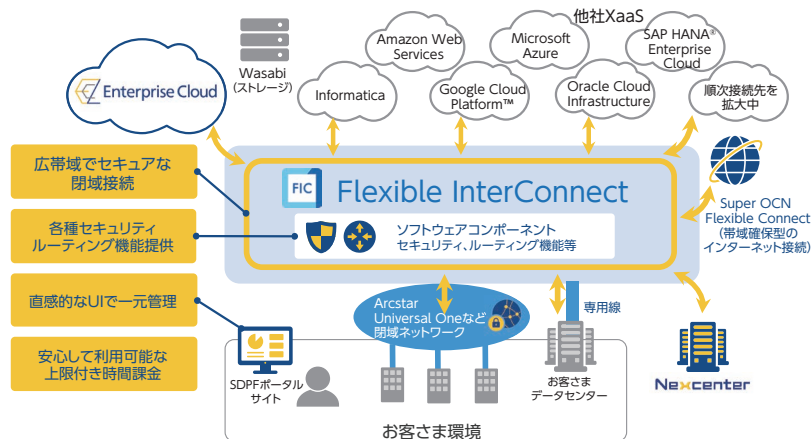 他社XaaS
Enterprise Cloud
Wasabi
(ストレージ)
Amazon Web
Services
Microsoft
Azure
SAP HANA®
Enterprise
Cloud
Informatica
Google Cloud
Platform™
Oracle Cloud
Infrastructure
順次接続先を
拡大中
広帯域でセキュアな
閉域接続
各種セキュリティ
ルーティング機能提供
直感的なUIで一元管理
安心して利用可能な
上限付き時間課金
FIC
Flexible InterConnect
ソフトウェアコンポーネント
セキュリティ、ルーティング機能等
Super OCN
Flexible Connect
(帯域確保型の
インターネット接続)
Arcstar
Universal Oneなど
閉域ネットワーク
専用線
SDPFポータル
サイト
お客さま
データセンター
Nexcenter
お客さま環境